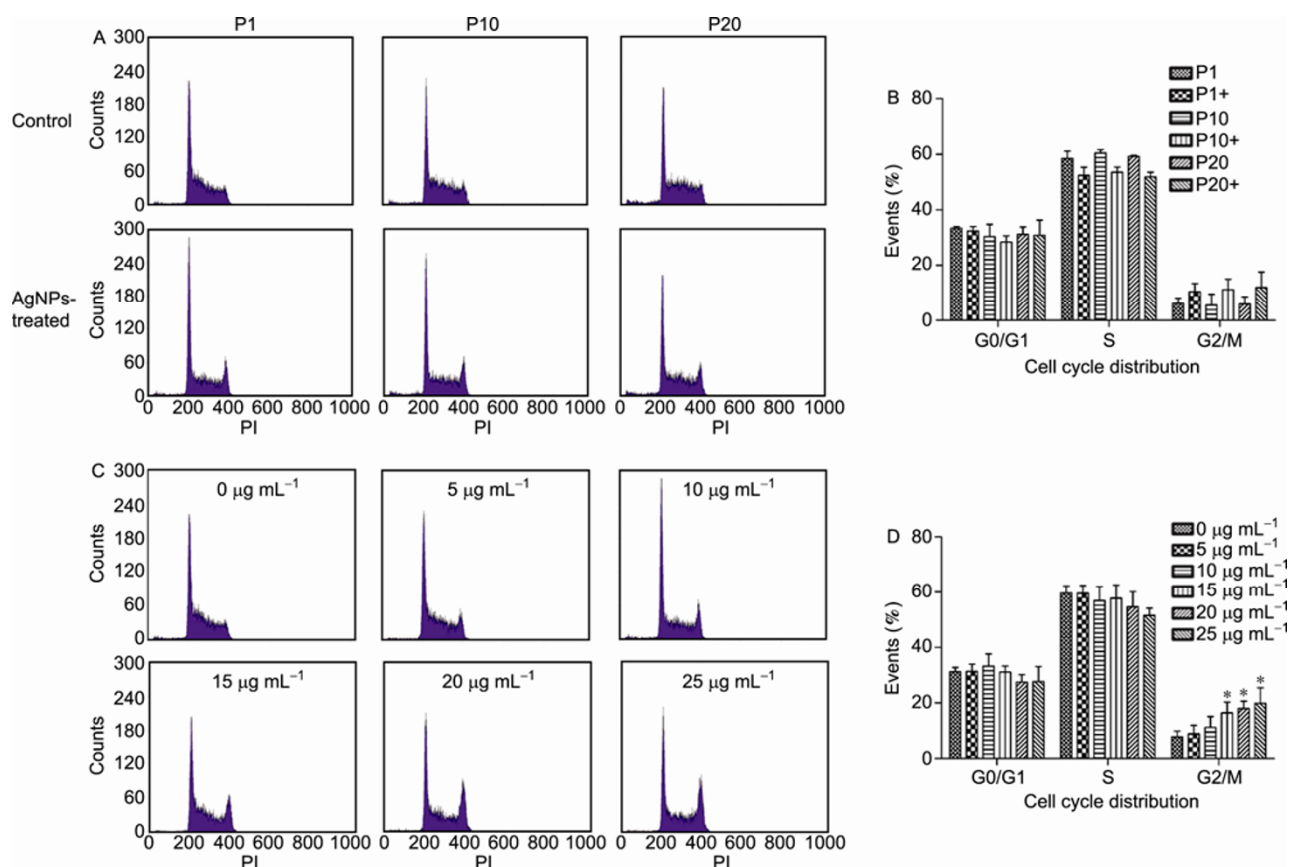 A
P1
P10
P20
Control
Counts
300
240
180
120
60
0
AgNPs-
treated
300
240
180
120
60
0
0 200 400 600 800 1000
0 200 400 600 800 1000
0 200 400 600 800 1000
PI
PI
PI
B
P1
P1+
P10
P10+
P20
P20+
Events (%)
80
60
40
20
0
G0/G1
S
G2/M
Cell cycle distribution
C
0 µg mL⁻¹
5 µg mL⁻¹
10 µg mL⁻¹
Counts
300
240
180
120
60
0
15 µg mL⁻¹
20 µg mL⁻¹
25 µg mL⁻¹
Counts
300
240
180
120
60
0
0 200 400 600 800 1000
0 200 400 600 800 1000
0 200 400 600 800 1000
PI
PI
PI
D
0 µg mL⁻¹
5 µg mL⁻¹
10 µg mL⁻¹
15 µg mL⁻¹
20 µg mL⁻¹
25 µg mL⁻¹
Events (%)
80
60
40
20
0
* * *
G0/G1
S
G2/M
Cell cycle distribution